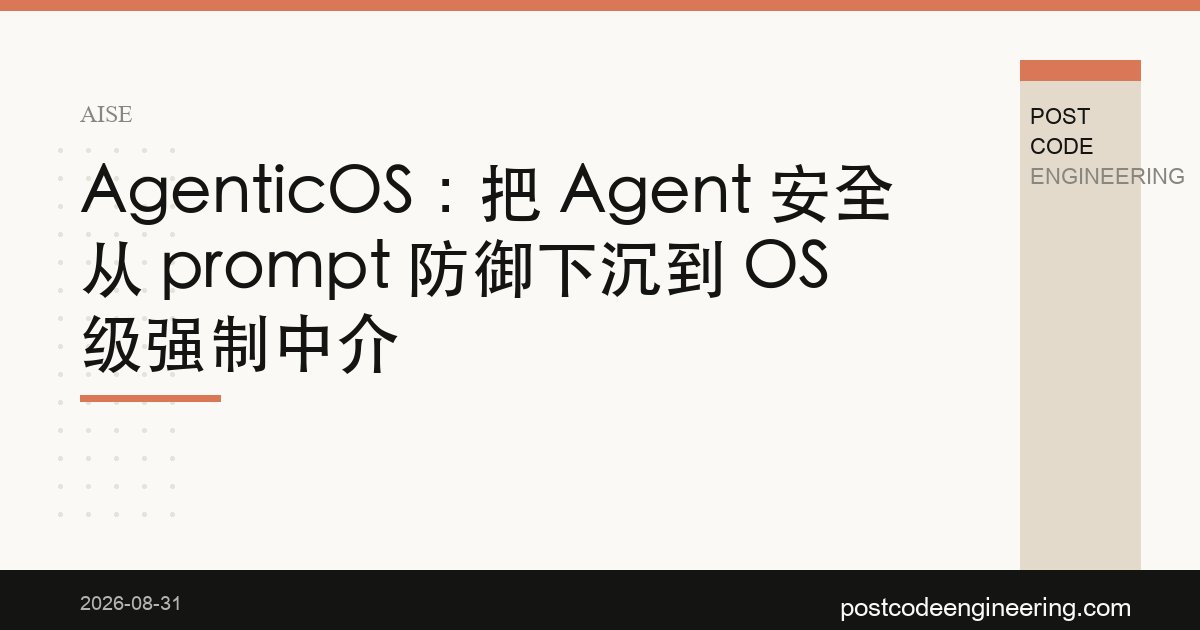 AISE
AgenticOS：把 Agent 安全
从 prompt 防御下沉到 OS
级强制中介
POST
CODE
ENGINEERING
2026-08-31
postcodeengineering.com